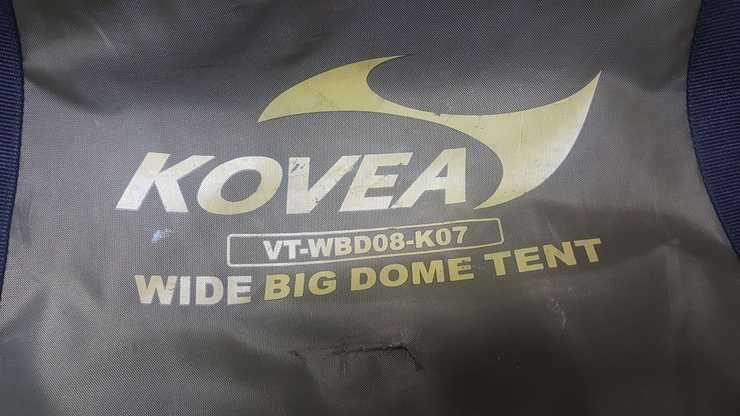 KOVEA
VT-WBD08-K07
WIDE BIG DOME TENT